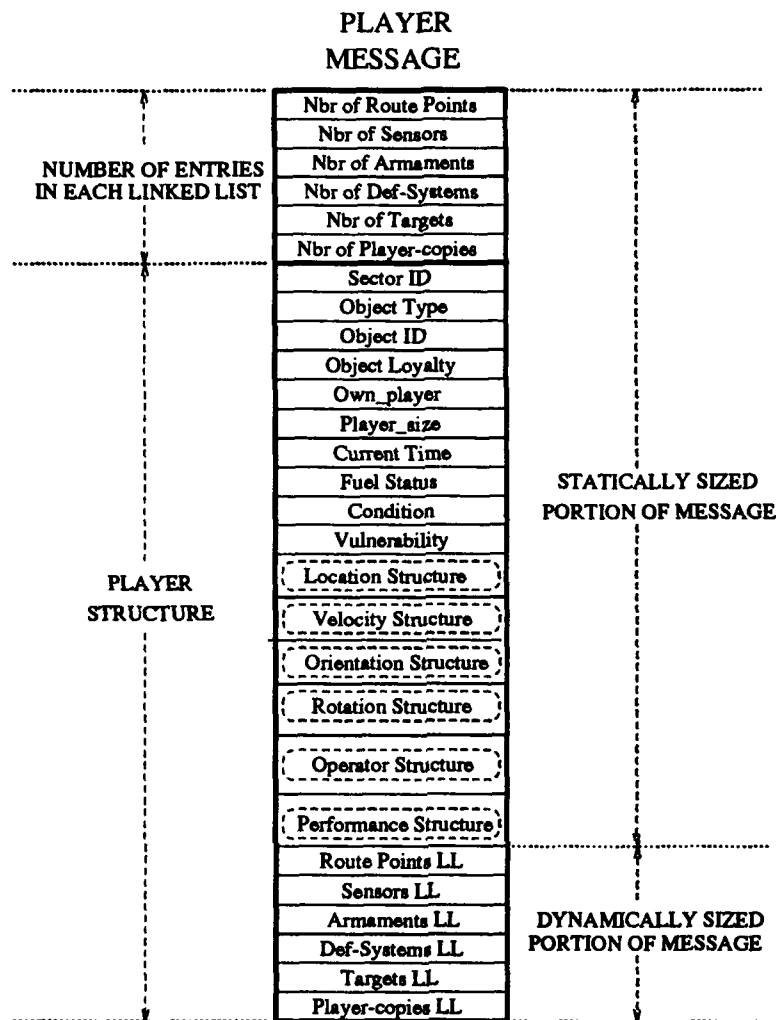 PLAYER
MESSAGE
Nbr of Route Points
Nbr of Sensors
Nbr of Armaments
Nbr of Def-Systems
Nbr of Targets
Nbr of Player-copies
NUMBER OF ENTRIES
IN EACH LINKED LIST
Sector ID
Object Type
Object ID
Object Loyalty
Own_player
Player_size
Current Time
Fuel Status
Condition
Vulnerability
Location Structure
Velocity Structure
Orientation Structure
Rotation Structure
Operator Structure
Performance Structure
PLAYER
STRUCTURE
STATICALLY SIZED
PORTION OF MESSAGE
Route Points LL
Sensors LL
Armaments LL
Def-Systems LL
Targets LL
Player-copies LL
DYNAMICALLY SIZED
PORTION OF MESSAGE